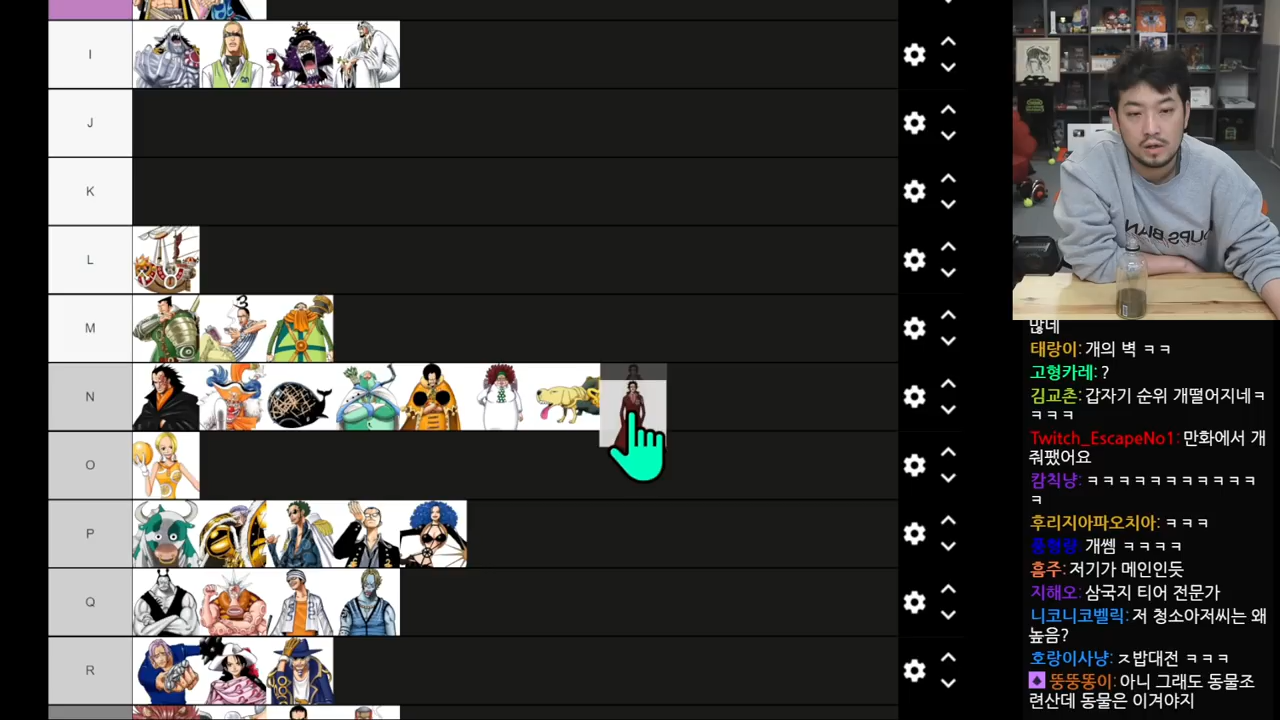 I
J
K
L
M
N
O
P
Q
R
많네
태랑이: 개의 벽 ㅋㅋ
고형카레: ?
김교촌: 갑자기 순위 개떨어지네ㅋ
ㅋㅋㅋ
Twitch_EscapeNo1: 만화에서 개
줘팼어요
캄칙냥: ㅋㅋㅋㅋㅋㅋㅋㅋㅋㅋㅋ
ㅋ
후리지아파오치아: ㅋㅋㅋ
개쎔 ㅋㅋㅋㅋ
흠주: 저기가 메인인듯
지해오: 삼국지 티어 전문가
니코니코벨릭: 저 청소아저씨는 왜
높음?
호랑이사냥: ㅈ밥대전 ㅋㅋㅋ
뚱뚱똥이: 아니 그래도 동물조
련산데 동물은 이겨야지